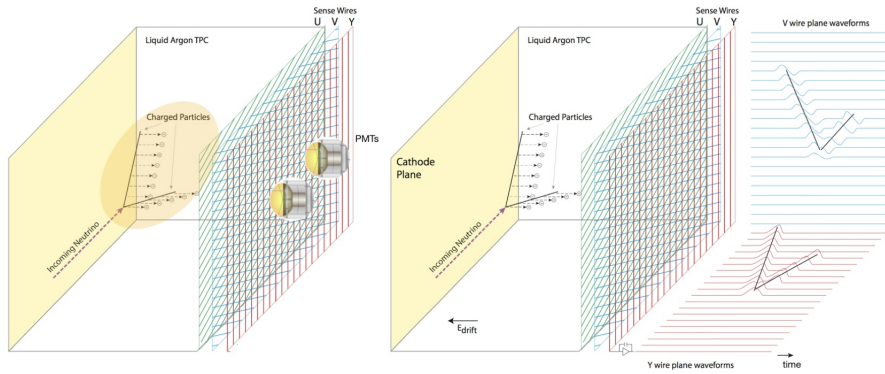 Sense Wires
U V Y
Liquid Argon TPC
Charged Particles
PMTs
Incoming Neutrino
Sense Wires
U V Y
V wire plane waveforms
Liquid Argon TPC
Charged Particles
Cathode
Plane
Incoming Neutrino
Edrift
Y wire plane waveforms
time